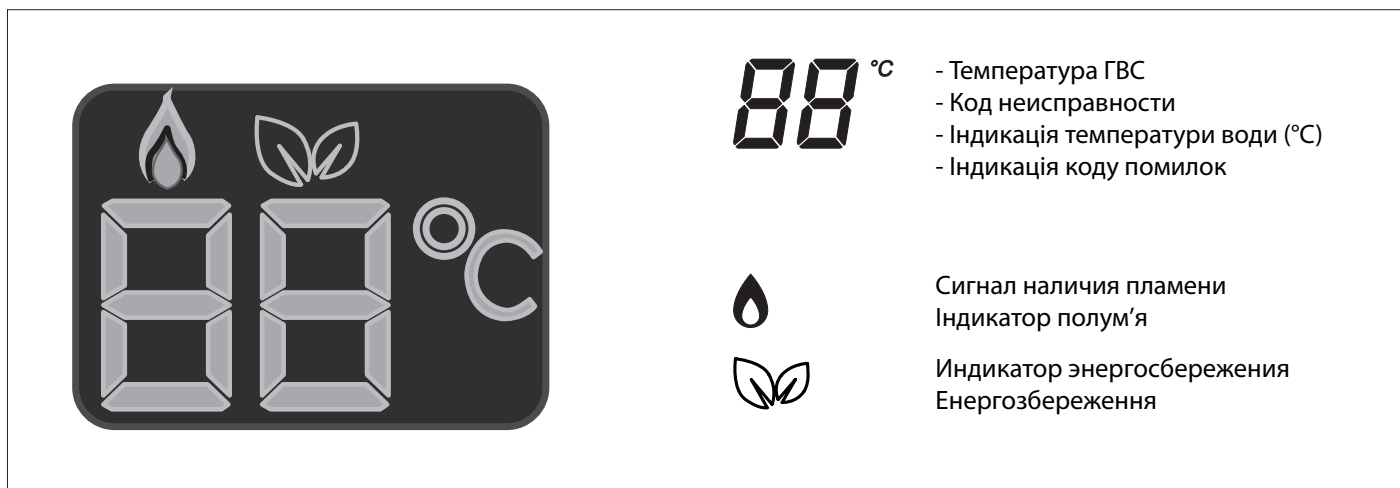 88 °C
88 °C
- Температура ГВС
- Код неисправности
- Індикація температури води (°C)
- Індикація коду помилок
Сигнал наличия пламени
Індикатор полум’я
Индикатор энергосбережения
Енергозбереження